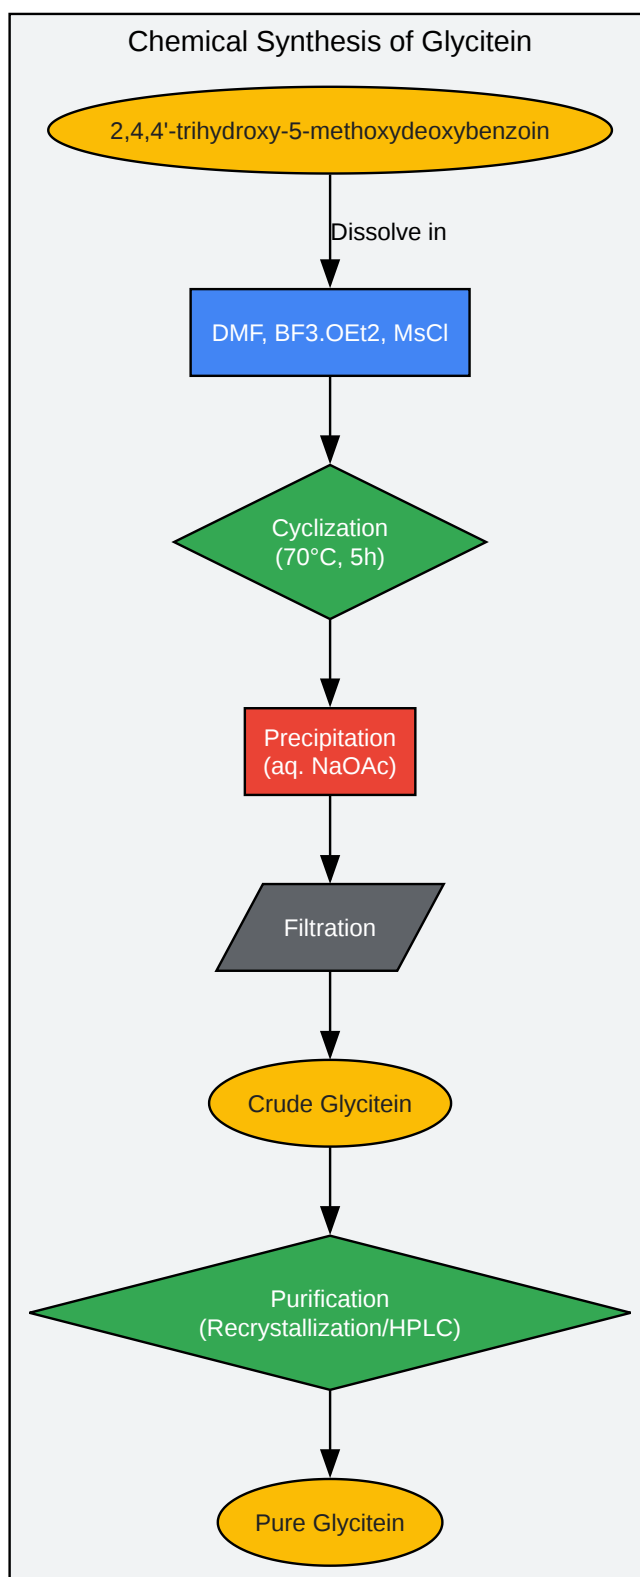 Chemical Synthesis of Glycitein
2,4,4'-trihydroxy-5-methoxydeoxybenzoin
Dissolve in
DMF, BF3.OEt2, MsCl
Cyclization
(70°C, 5h)
Precipitation
(aq. NaOAc)
Filtration
Crude Glycitein
Purification
(Recrystallization/HPLC)
Pure Glycitein